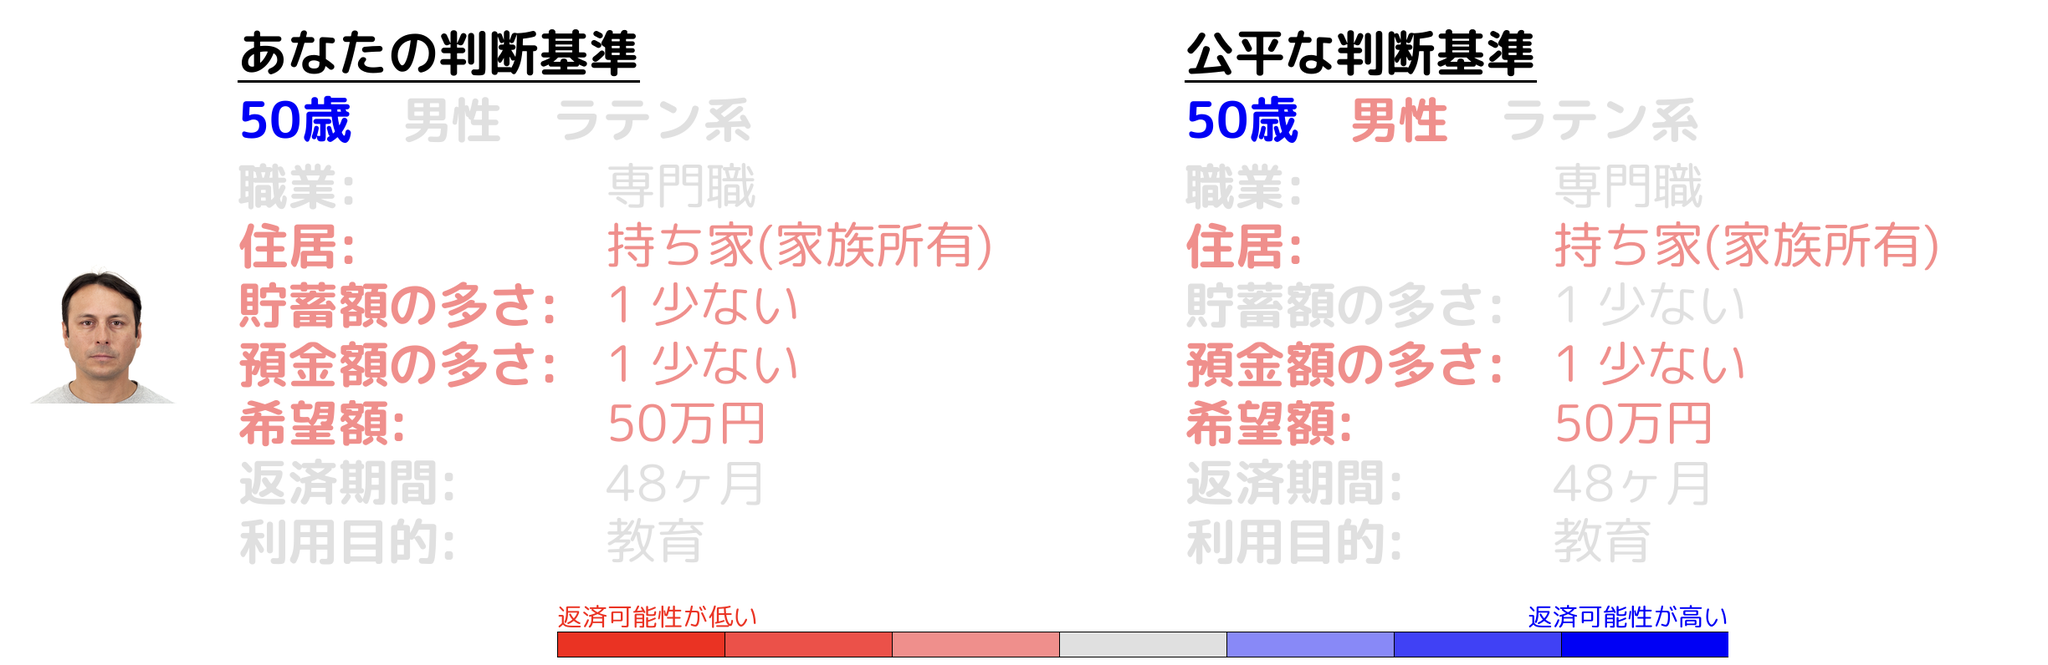 あなたの判断基準
50歳 男性 ラテン系
職業: 専門職
住居: 持ち家(家族所有)
貯蓄額の多さ: 1 少ない
預金額の多さ: 1 少ない
希望額: 50万円
返済期間: 48ヶ月
利用目的: 教育
公平な判断基準
50歳 男性 ラテン系
職業: 専門職
住居: 持ち家(家族所有)
貯蓄額の多さ: 1 少ない
預金額の多さ: 1 少ない
希望額: 50万円
返済期間: 48ヶ月
利用目的: 教育
返済可能性が低い
返済可能性が高い